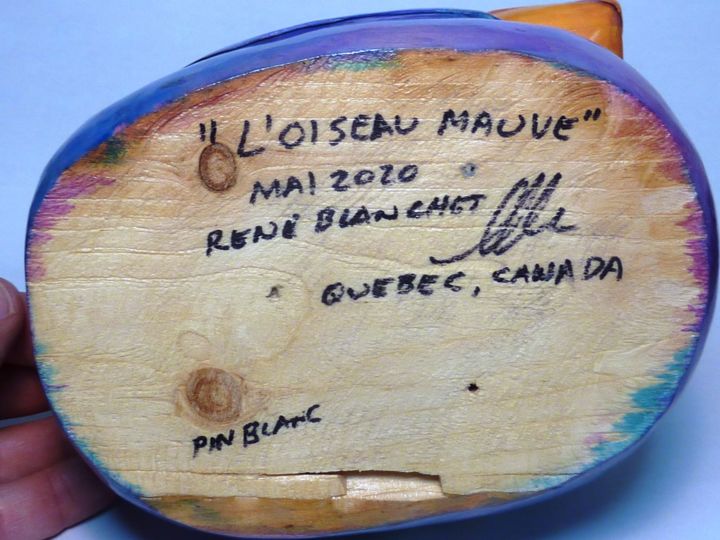 "L'OISEAU MAUVE"
MAI 2020
RENÉ BLANCHET
QUEBEC, CANADA
PIN BLANC